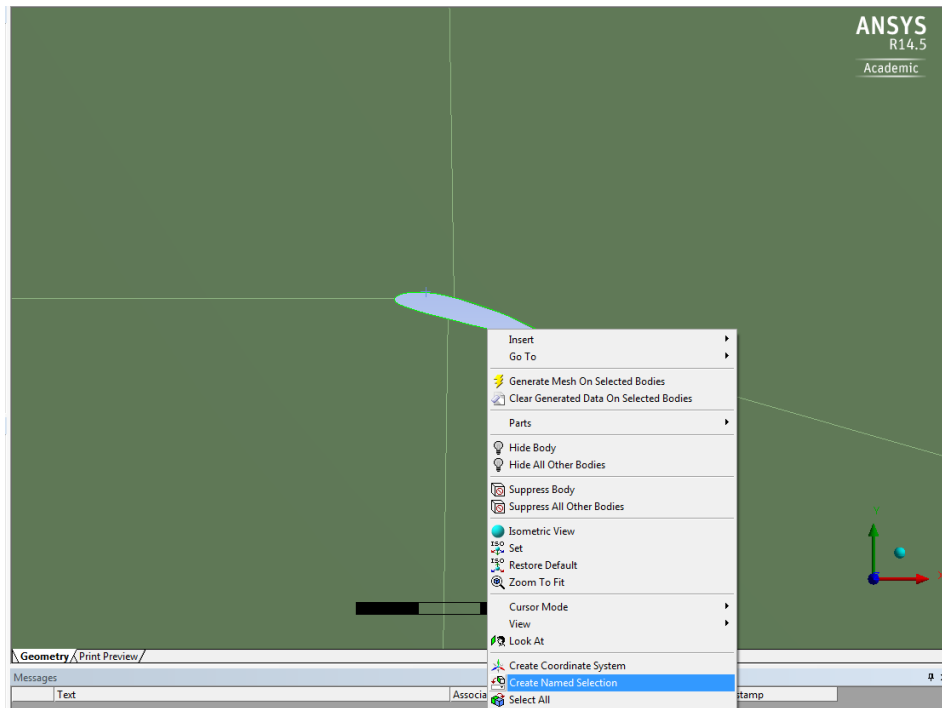 ANSYS
R14.5
Academic
Insert
Go To
Generate Mesh On Selected Bodies
Clear Generated Data On Selected Bodies
Parts
Hide Body
Hide All Other Bodies
Suppress Body
Suppress All Other Bodies
Isometric View
ISO Set
ISO Restore Default
Zoom To Fit
Cursor Mode
View
Look At
Create Coordinate System
Create Named Selection
Select All
Y
X
Geometry Print Preview
Messages
Text Associa stamp